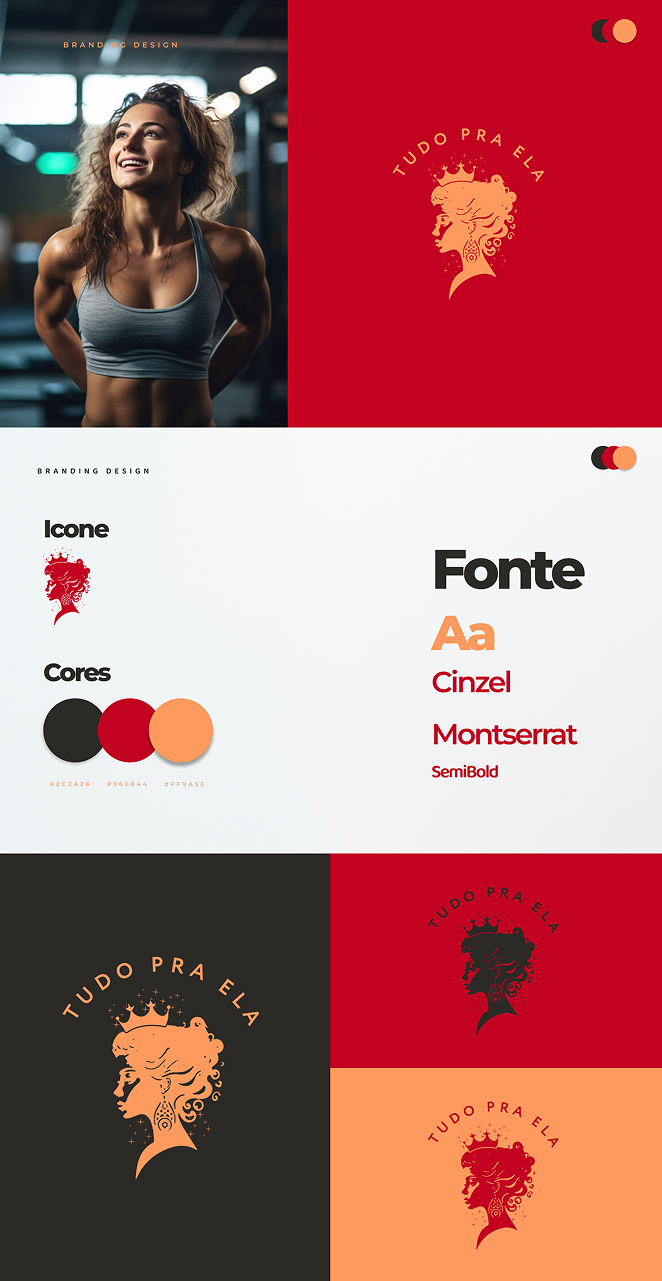 BRANDING DESIGN
TUDO PRA ELA
BRANDING DESIGN
Icone
Cores
#2C2A26 #966B44 #FF9A5E
Fonte
Aa
Cinzel
Montserrat
SemiBold
TUDO PRA ELA
TUDO PRA ELA
TUDO PRA ELA